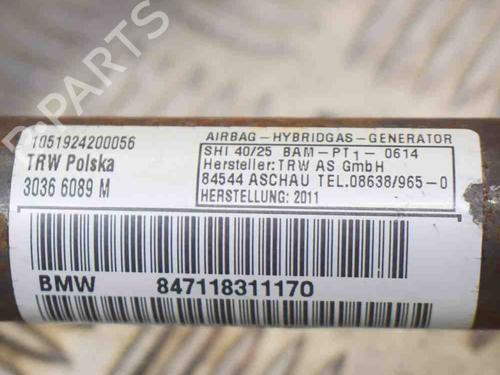 1051924200056
TRW Polska
3036 6089 M
AIRBAG-HYBRIDGAS-GENERATOR
SHI 40/25 BAM-PT1-0614
Hersteller:TRW AS GmbH
84544 ASCHAU TEL.08638/965-0
HERSTELLUNG: 2011
BMW 847118311170
B-PARTS